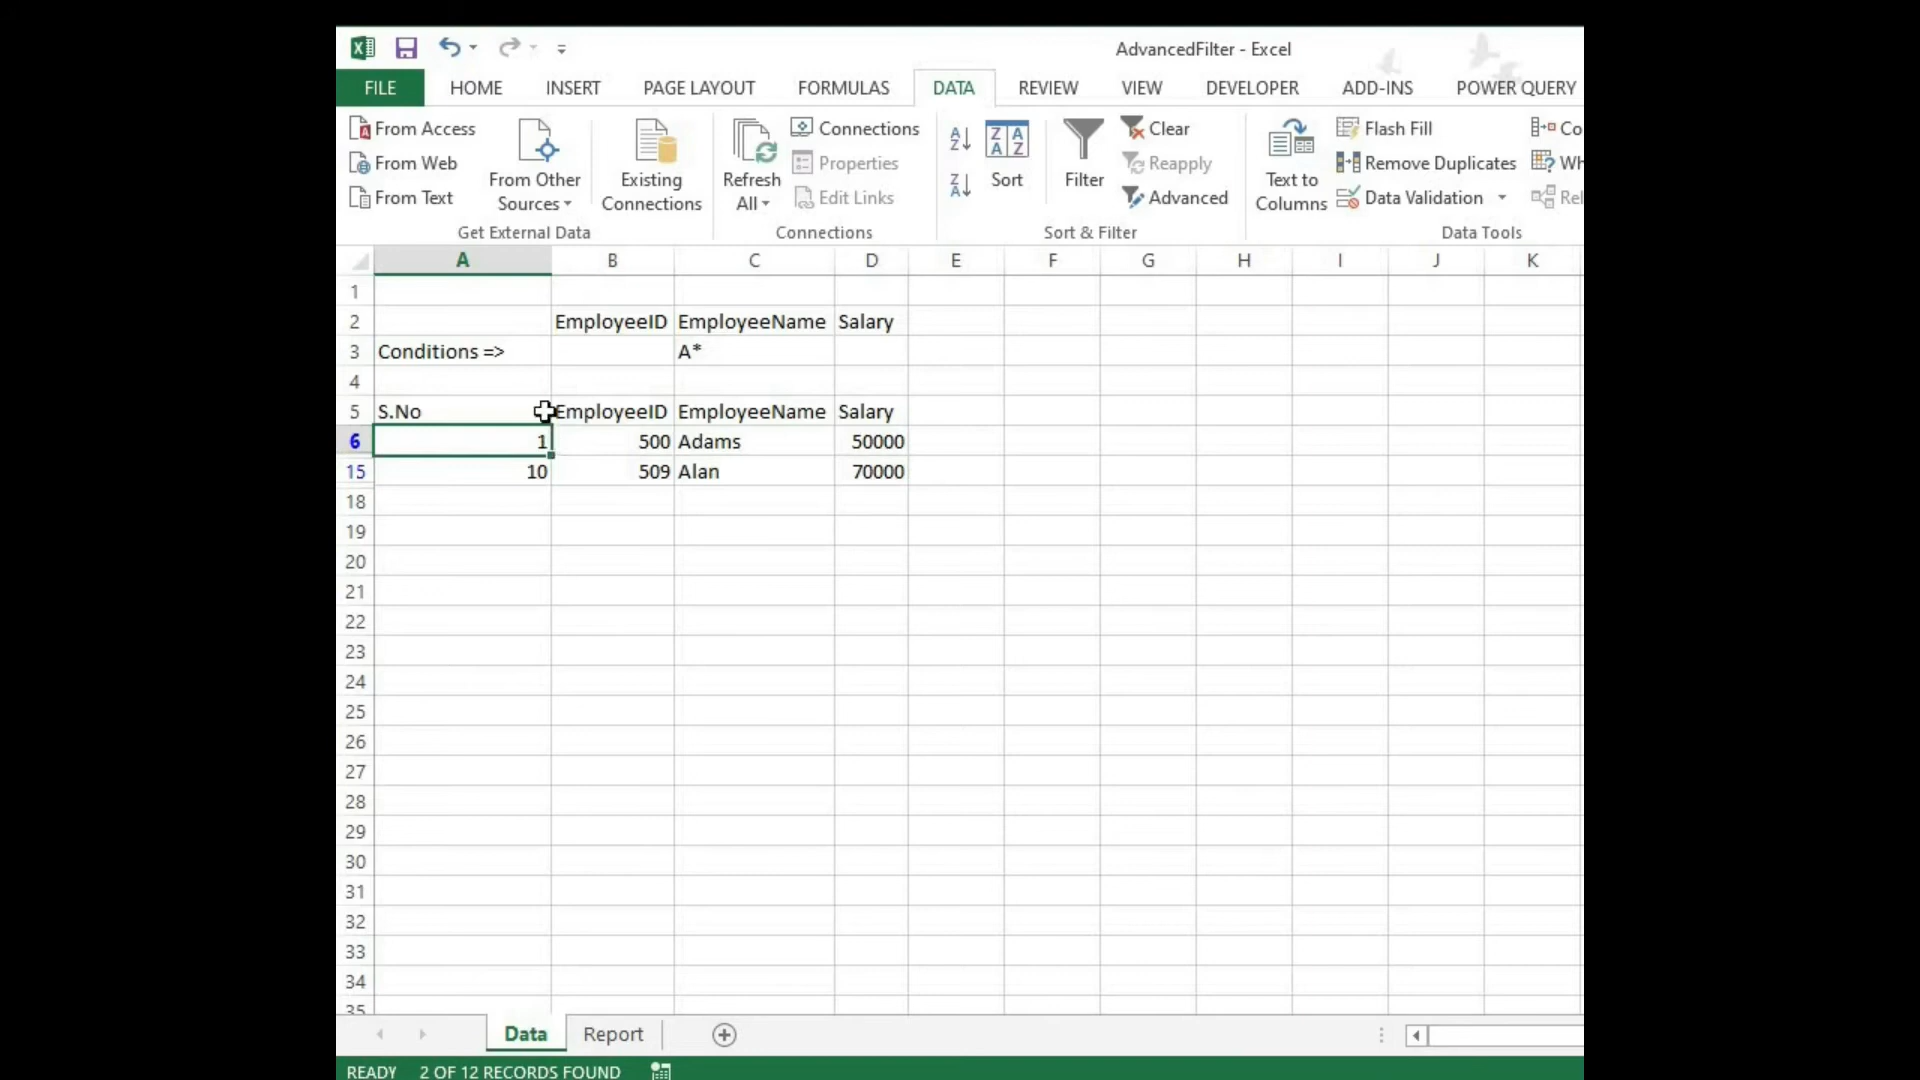 AdvancedFilter - Excel
FILE HOME INSERT PAGE LAYOUT FORMULAS DATA REVIEW VIEW DEVELOPER ADD-INS POWER QUERY
From Access
From Web
From Text
From Other Sources
Get External Data
Existing Connections
Refresh All
Connections
Properties
Edit Links
Connections
Sort
Filter
Clear
Reapply
Advanced
Sort & Filter
Text to Columns
Flash Fill
Remove Duplicates
Data Validation
Co
Wh
Rel
Data Tools
A B C D E F G H I J K
1
2 EmployeeID EmployeeName Salary
3 Conditions => A*
4
5 S.No EmployeeID EmployeeName Salary
6 1 500 Adams 50000
15 10 509 Alan 70000
18
19
20
21
22
23
24
25
26
27
28
29
30
31
32
33
34
35
Data Report
READY 2 OF 12 RECORDS FOUND